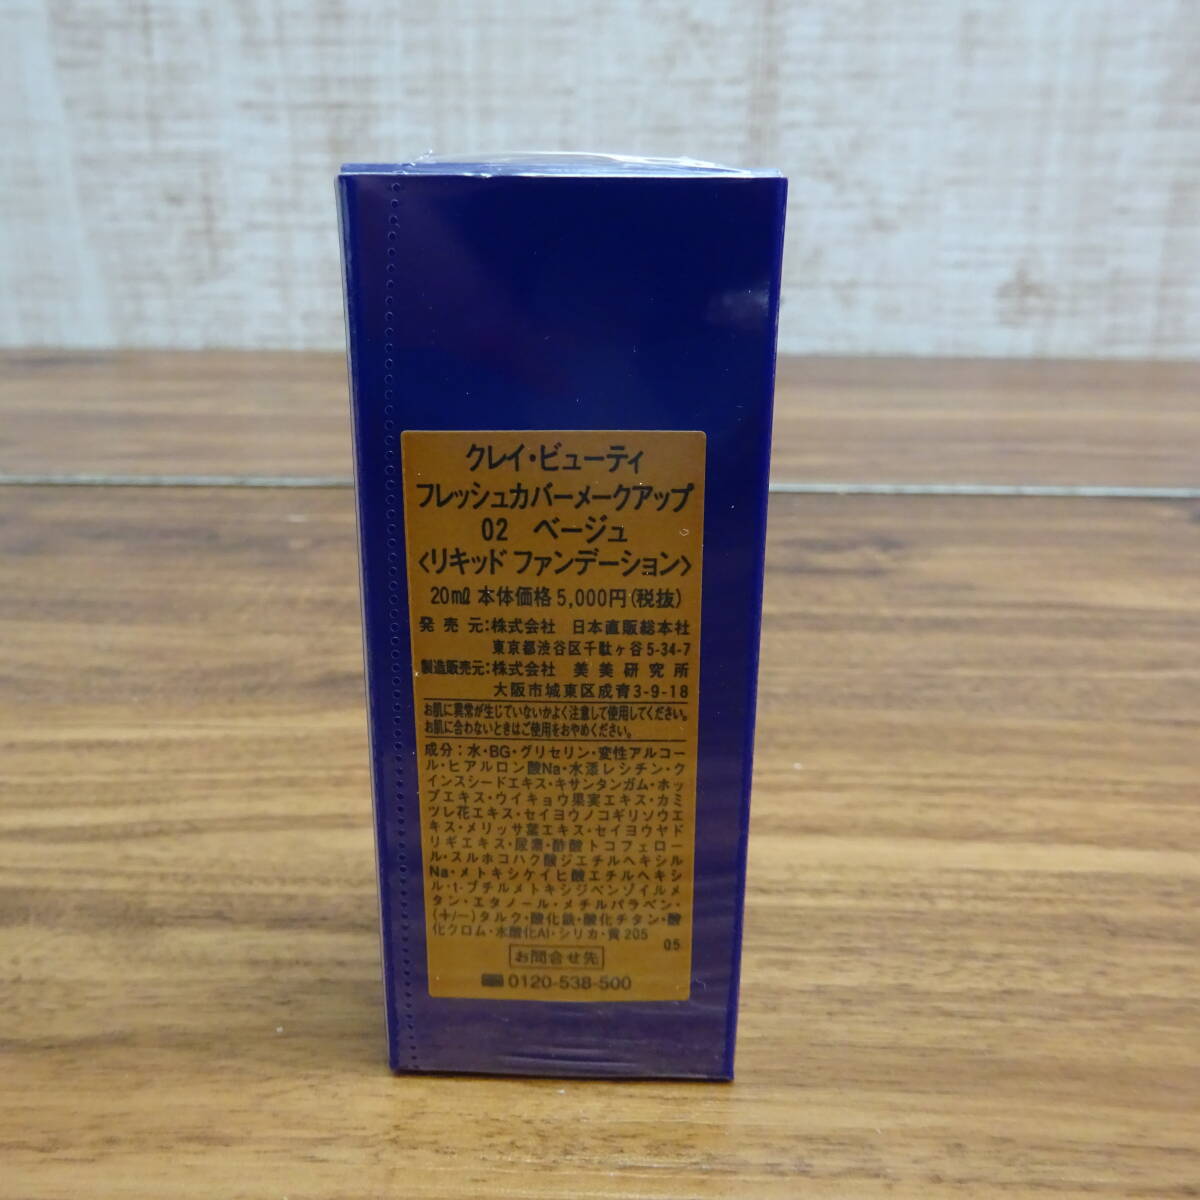 クレイ・ビューティ
フレッシュカバーメークアップ
02 ベージュ
〈リキッド ファンデーション〉
20mℓ 本体価格 5,000円(税抜)
発売元:株式会社 日本直販総本社
東京都渋谷区千駄ヶ谷5-34-7
製造販売元:株式会社 美美研究所
大阪市城東区成育3-9-18
お肌に異常が生じていないかよく注意して使用してください。
お肌に合わないときはご使用をおやめください。
成分:水・BG・グリセリン・変性アルコー
ル・ヒアルロン酸Na・水添レシチン・ク
インスシードエキス・キサンタンガム・ホッ
プエキス・ウイキョウ果実エキス・カミ
ツレ花エキス・セイヨウノコギリソウエ
キス・メリッサ葉エキス・セイヨウヤド
リギエキス・尿素・酢酸トコフェロー
ル・スルホコハク酸ジエチルヘキシル
Na・メトキシケイヒ酸エチルヘキシ
ル・t-ブチルメトキシジベンゾイルメ
タン・エタノール・メチルパラベン・
(+/-)タルク・酸化鉄・酸化チタン・酸
化クロム・水酸化Al・シリカ・黄205
05
お問合せ先
0120-538-500